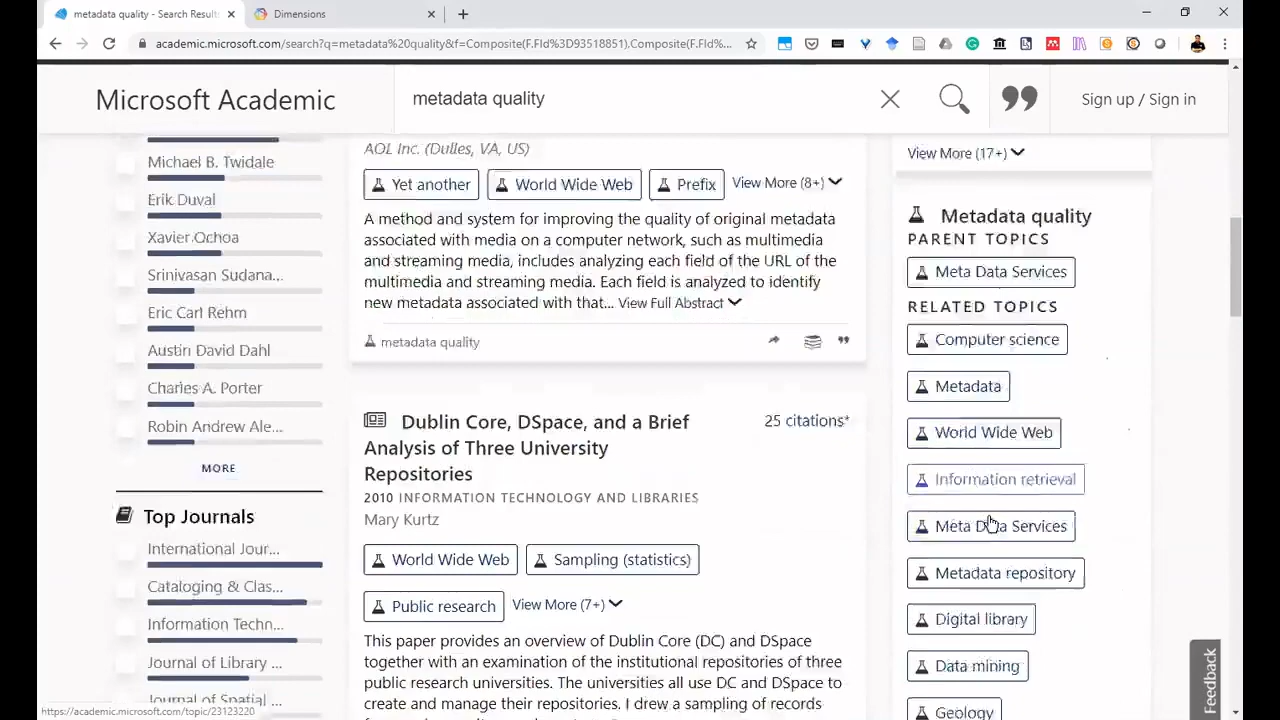 metadata quality - Search Results
Dimensions
academic.microsoft.com/search?q=metadata%20quality&f=Composite(F.FId%3D93518851).Composite(F.FId%...
Microsoft Academic
metadata quality
Sign up / Sign in
Michael B. Twidale
Erik Duval
Xavier Ochoa
Srinivasan Sudana...
Eric Carl Rehm
Austin David Dahl
Charles A. Porter
Robin Andrew Ale...
MORE
Top Journals
International Jour...
Cataloging & Clas...
Information Techn...
Journal of Library ...
Journal of Spatial ...
https://academic.microsoft.com/topic/23123220
AOL Inc. (Dulles, VA, US)
Yet another
World Wide Web
Prefix
View More (8+)
A method and system for improving the quality of original metadata
associated with media on a computer network, such as multimedia
and streaming media, includes analyzing each field of the URL of the
multimedia and streaming media. Each field is analyzed to identify
new metadata associated with that... View Full Abstract
metadata quality
Dublin Core, DSpace, and a Brief
Analysis of Three University
Repositories
25 citations*
2010 INFORMATION TECHNOLOGY AND LIBRARIES
Mary Kurtz
World Wide Web
Sampling (statistics)
Public research
View More (7+)
This paper provides an overview of Dublin Core (DC) and DSpace
together with an examination of the institutional repositories of three
public research universities. The universities all use DC and DSpace to
create and manage their repositories. I drew a sampling of records
View More (17+)
Metadata quality
PARENT TOPICS
Meta Data Services
RELATED TOPICS
Computer science
Metadata
World Wide Web
Information retrieval
Meta Data Services
Metadata repository
Digital library
Data mining
Geology
Feedback